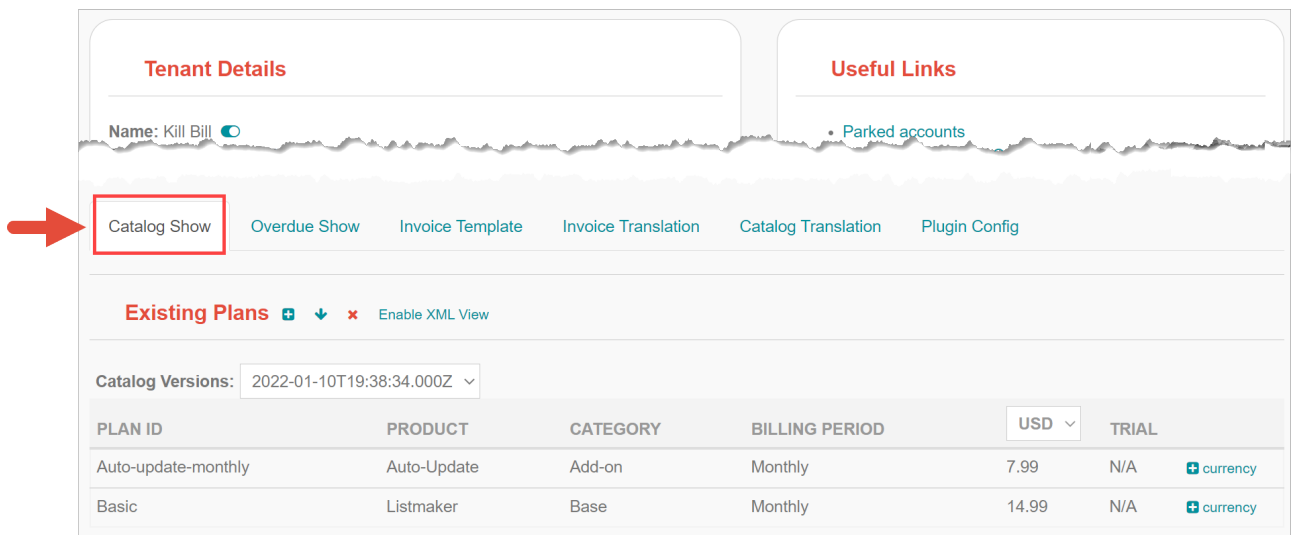 Tenant Details
Useful Links
Name: Kill Bill
Parked accounts
Catalog Show Overdue Show Invoice Template Invoice Translation Catalog Translation Plugin Config
Existing Plans Enable XML View
Catalog Versions: 2022-01-10T19:38:34.000Z
PLAN ID PRODUCT CATEGORY BILLING PERIOD USD TRIAL
Auto-update-monthly Auto-Update Add-on Monthly 7.99 N/A currency
Basic Listmaker Base Monthly 14.99 N/A currency